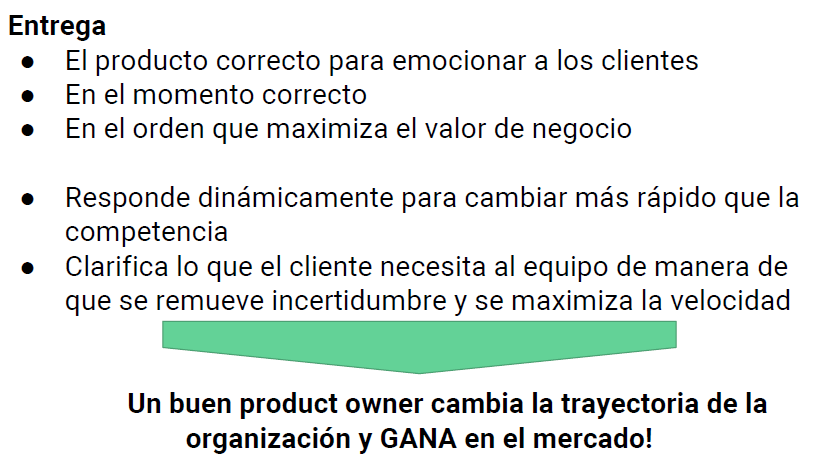 Entrega
● El producto correcto para emocionar a los clientes
● En el momento correcto
● En el orden que maximiza el valor de negocio
● Responde dinámicamente para cambiar más rápido que la
competencia
● Clarifica lo que el cliente necesita al equipo de manera de
que se remueve incertidumbre y se maximiza la velocidad
Un buen product owner cambia la trayectoria de la
organización y GANA en el mercado!